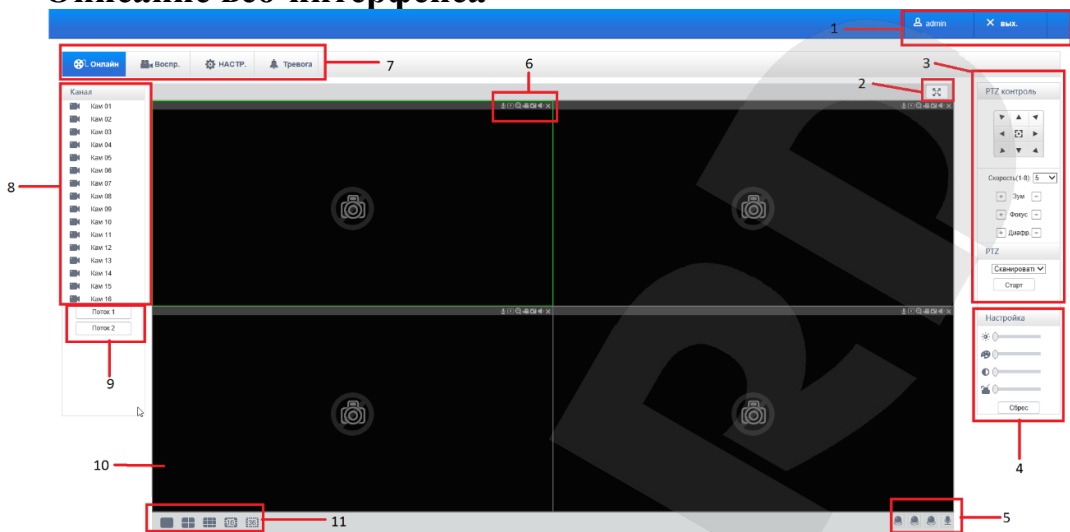 Описание веб-интерфейса
1
admin
вых.
Онлайн
Воспр.
НАСТР.
Тревога
7
6
3
2
Канал
Кам 01
Кам 02
Кам 03
Кам 04
Кам 05
Кам 06
Кам 07
Кам 08
Кам 09
Кам 10
Кам 11
Кам 12
Кам 13
Кам 14
Кам 15
Кам 16
8
Поток 1
Поток 2
9
PTZ контроль
Скорость(1-8) 5
+ Зум -
+ Фокус -
+ Диафр. -
PTZ
Сканироват
Старт
Настройка
Сброс
4
10
11
5